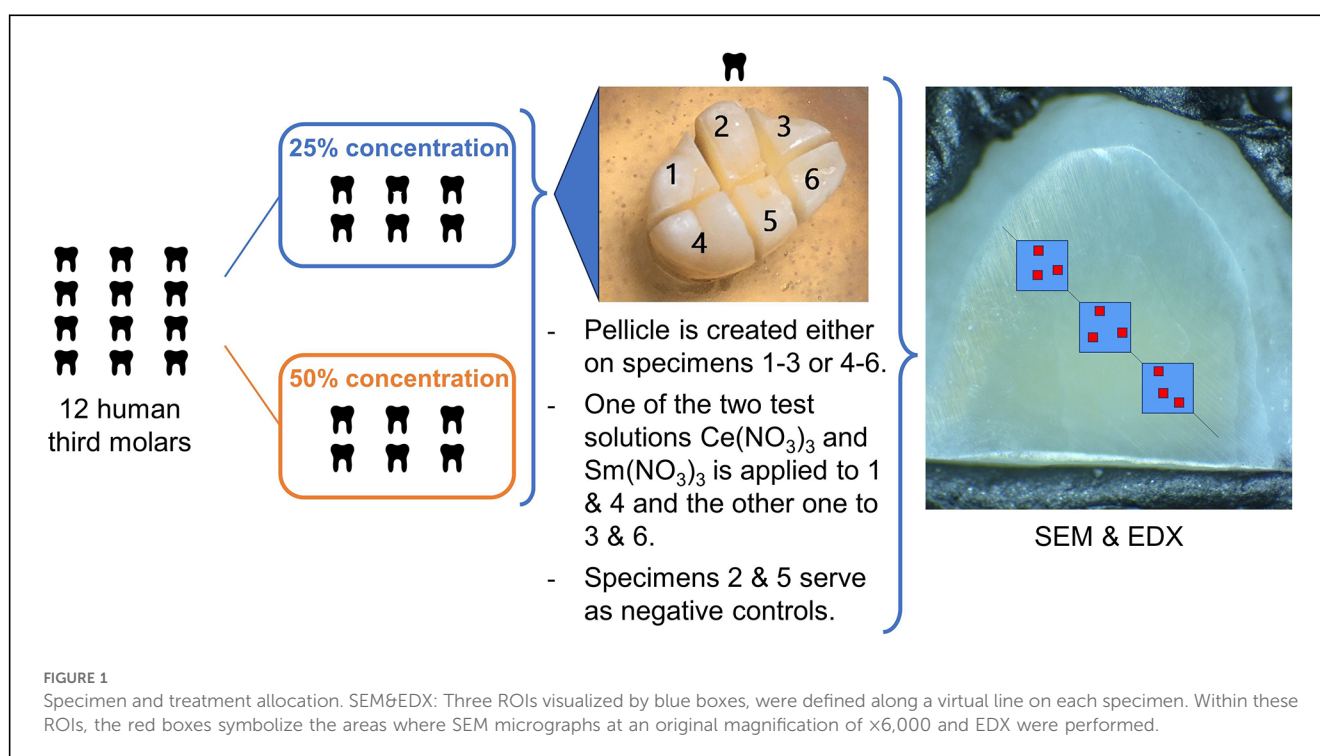 12 human
third molars
25% concentration
50% concentration
1
2
3
4
5
6
- Pellicle is created either
on specimens 1-3 or 4-6.
- One of the two test
solutions Ce(NO₃)₃ and
Sm(NO₃)₃ is applied to 1
& 4 and the other one to
3 & 6.
- Specimens 2 & 5 serve
as negative controls.
SEM & EDX
FIGURE 1
Specimen and treatment allocation. SEM&EDX: Three ROIs visualized by blue boxes, were defined along a virtual line on each specimen. Within these
ROIs, the red boxes symbolize the areas where SEM micrographs at an original magnification of ×6,000 and EDX were performed.